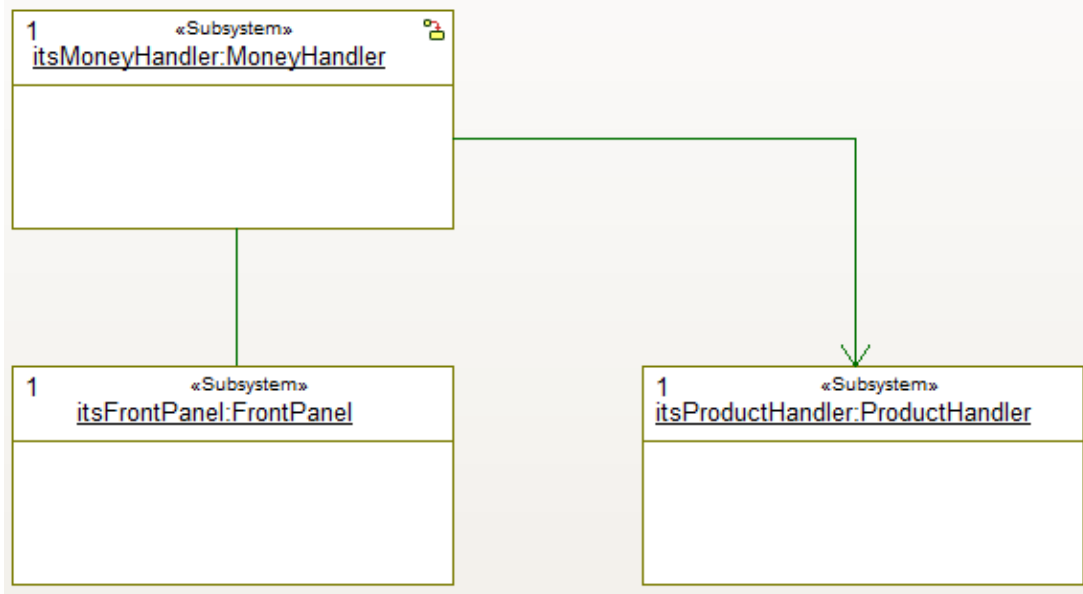 1 «Subsystem»
itsMoneyHandler:MoneyHandler
1 «Subsystem»
itsFrontPanel:FrontPanel
1 «Subsystem»
itsProductHandler:ProductHandler